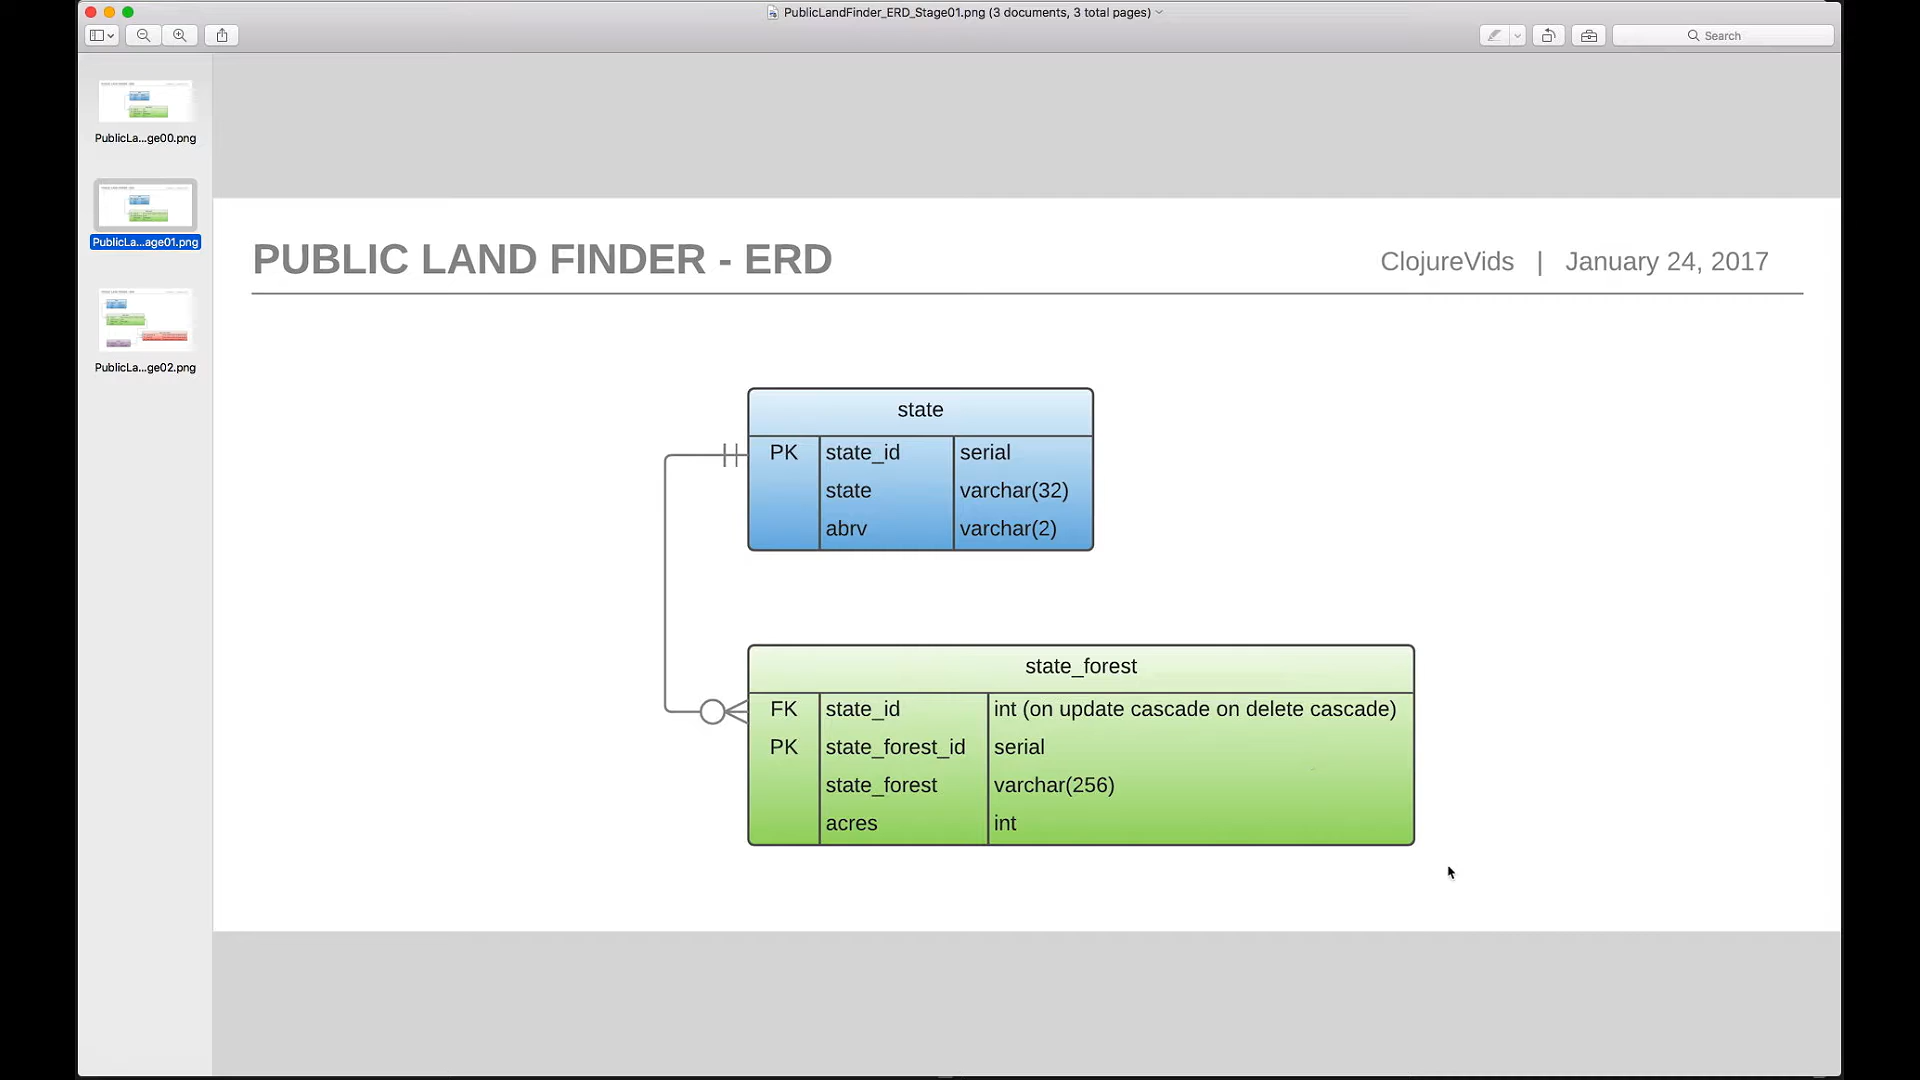 PublicLandFinder_ERD_Stage01.png (3 documents, 3 total pages)
Search
PublicLa...ge00.png
PublicLa...age01.png
PublicLa...ge02.png
PUBLIC LAND FINDER - ERD
ClojureVids | January 24, 2017
state
PK state_id serial
state varchar(32)
abrv varchar(2)
state_forest
FK state_id int (on update cascade on delete cascade)
PK state_forest_id serial
state_forest varchar(256)
acres int